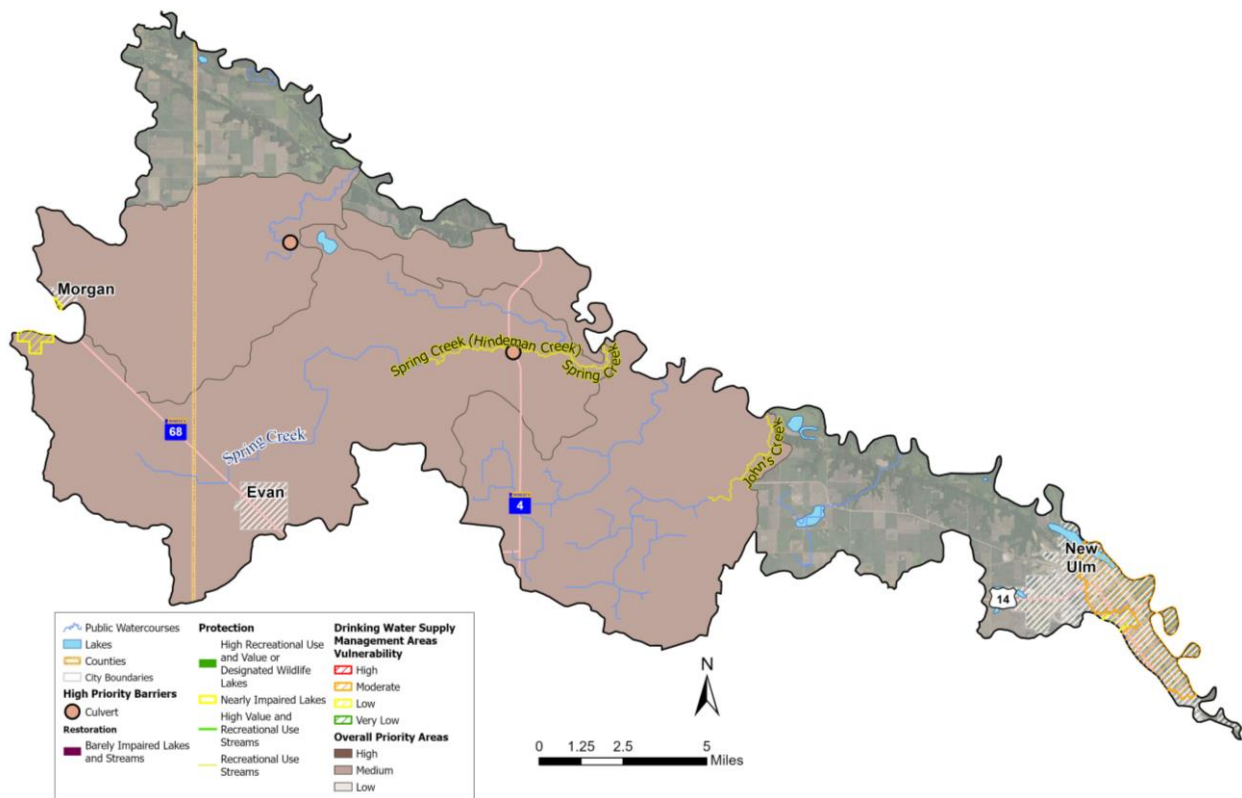 Morgan
Spring Creek (Hindeman Creek)
Spring Creek
68
Spring Creek
John's Creek
Evan
4
New
Ulm
14
Public Watercourses
Lakes
Counties
City Boundaries
High Priority Barriers
Culvert
Restoration
Barely Impaired Lakes
and Streams
Protection
High Recreational Use
and Value or
Designated Wildlife
Lakes
Nearly Impaired Lakes
High Value and
Recreational Use
Streams
Recreational Use
Streams
Drinking Water Supply
Management Areas
Vulnerability
High
Moderate
Low
Very Low
Overall Priority Areas
High
Medium
Low
N
0 1.25 2.5 5
Miles